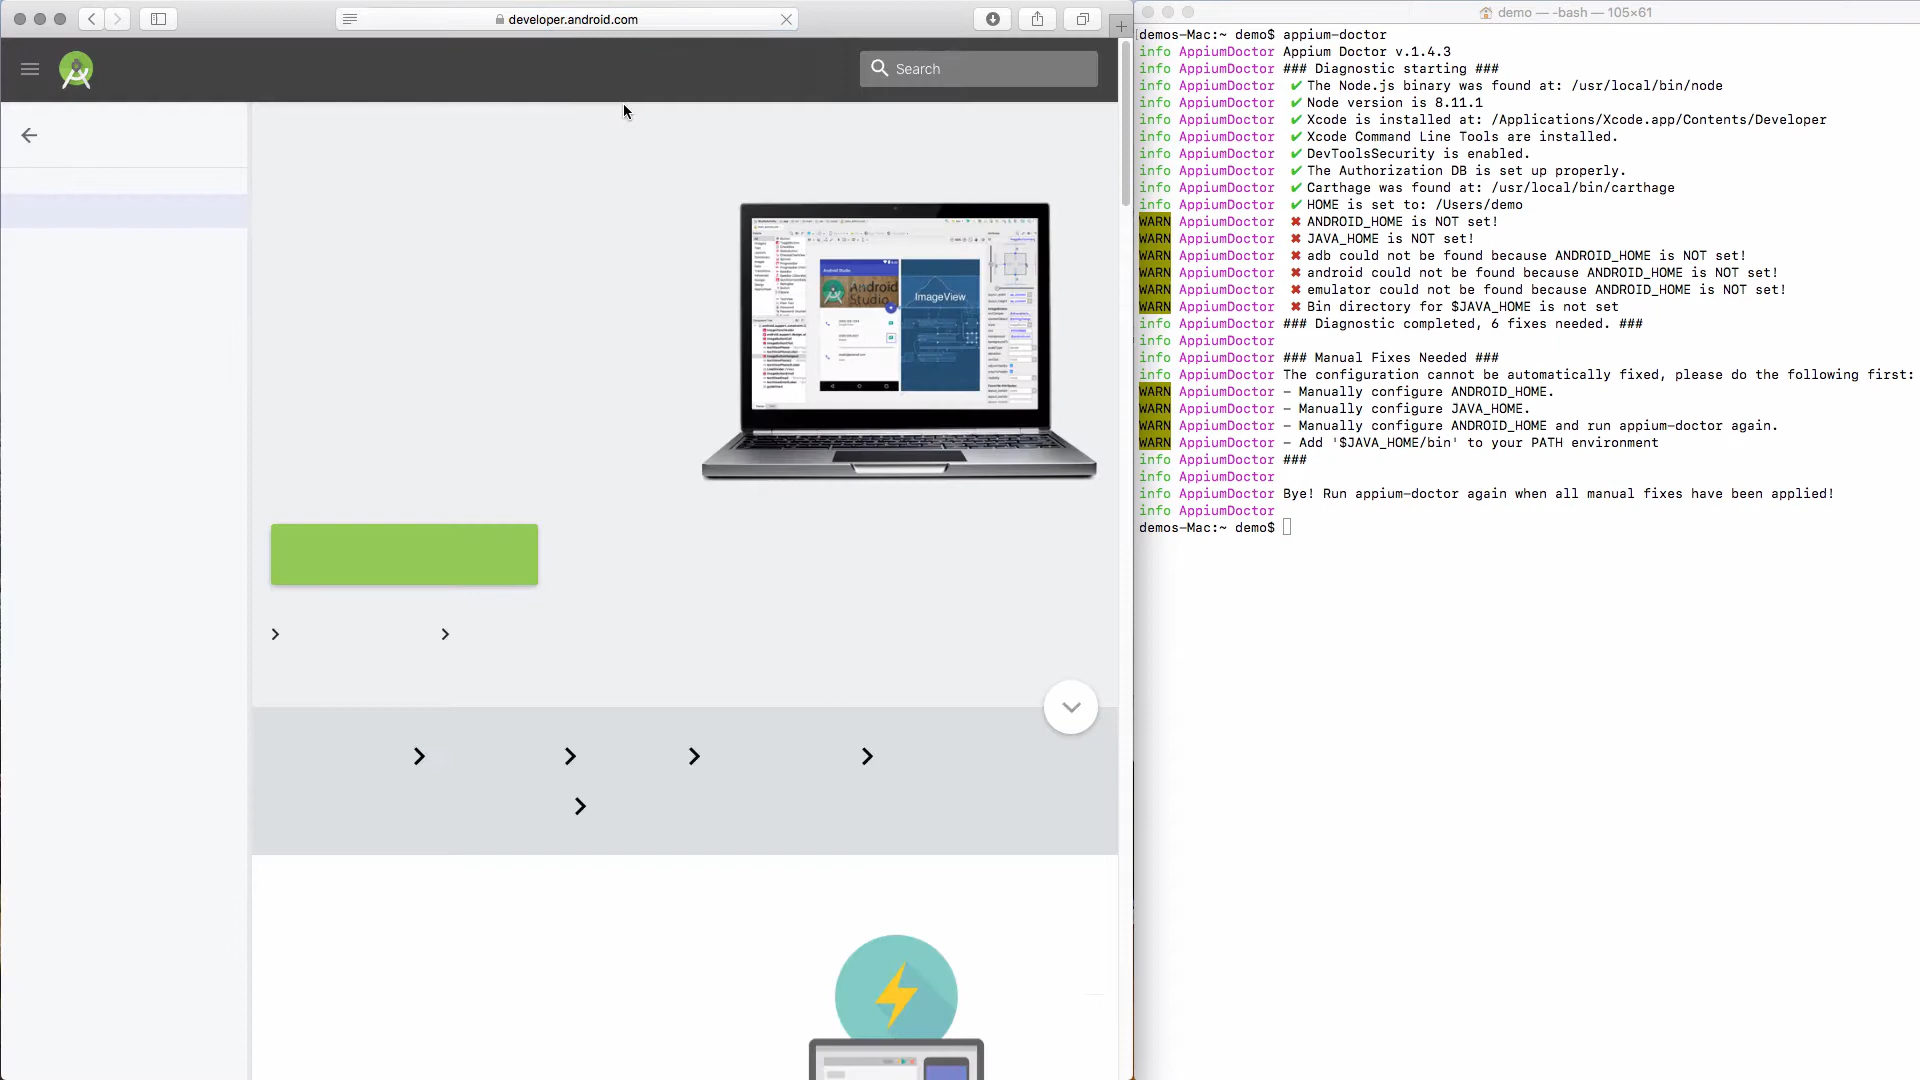 developer.android.com
Search
Android Studio
Android
Studio
ImageView
demo — -bash — 105×61
demos-Mac:~ demo$ appium-doctor
info AppiumDoctor Appium Doctor v.1.4.3
info AppiumDoctor ### Diagnostic starting ###
info AppiumDoctor ✔ The Node.js binary was found at: /usr/local/bin/node
info AppiumDoctor ✔ Node version is 8.11.1
info AppiumDoctor ✔ Xcode is installed at: /Applications/Xcode.app/Contents/Developer
info AppiumDoctor ✔ Xcode Command Line Tools are installed.
info AppiumDoctor ✔ DevToolsSecurity is enabled.
info AppiumDoctor ✔ The Authorization DB is set up properly.
info AppiumDoctor ✔ Carthage was found at: /usr/local/bin/carthage
info AppiumDoctor ✔ HOME is set to: /Users/demo
WARN AppiumDoctor ✖ ANDROID_HOME is NOT set!
WARN AppiumDoctor ✖ JAVA_HOME is NOT set!
WARN AppiumDoctor ✖ adb could not be found because ANDROID_HOME is NOT set!
WARN AppiumDoctor ✖ android could not be found because ANDROID_HOME is NOT set!
WARN AppiumDoctor ✖ emulator could not be found because ANDROID_HOME is NOT set!
WARN AppiumDoctor ✖ Bin directory for $JAVA_HOME is not set
info AppiumDoctor ### Diagnostic completed, 6 fixes needed. ###
info AppiumDoctor
info AppiumDoctor ### Manual Fixes Needed ###
info AppiumDoctor The configuration cannot be automatically fixed, please do the following first:
WARN AppiumDoctor – Manually configure ANDROID_HOME.
WARN AppiumDoctor – Manually configure JAVA_HOME.
WARN AppiumDoctor – Manually configure ANDROID_HOME and run appium-doctor again.
WARN AppiumDoctor – Add '$JAVA_HOME/bin' to your PATH environment
info AppiumDoctor ###
info AppiumDoctor
info AppiumDoctor Bye! Run appium-doctor again when all manual fixes have been applied!
info AppiumDoctor
demos-Mac:~ demo$